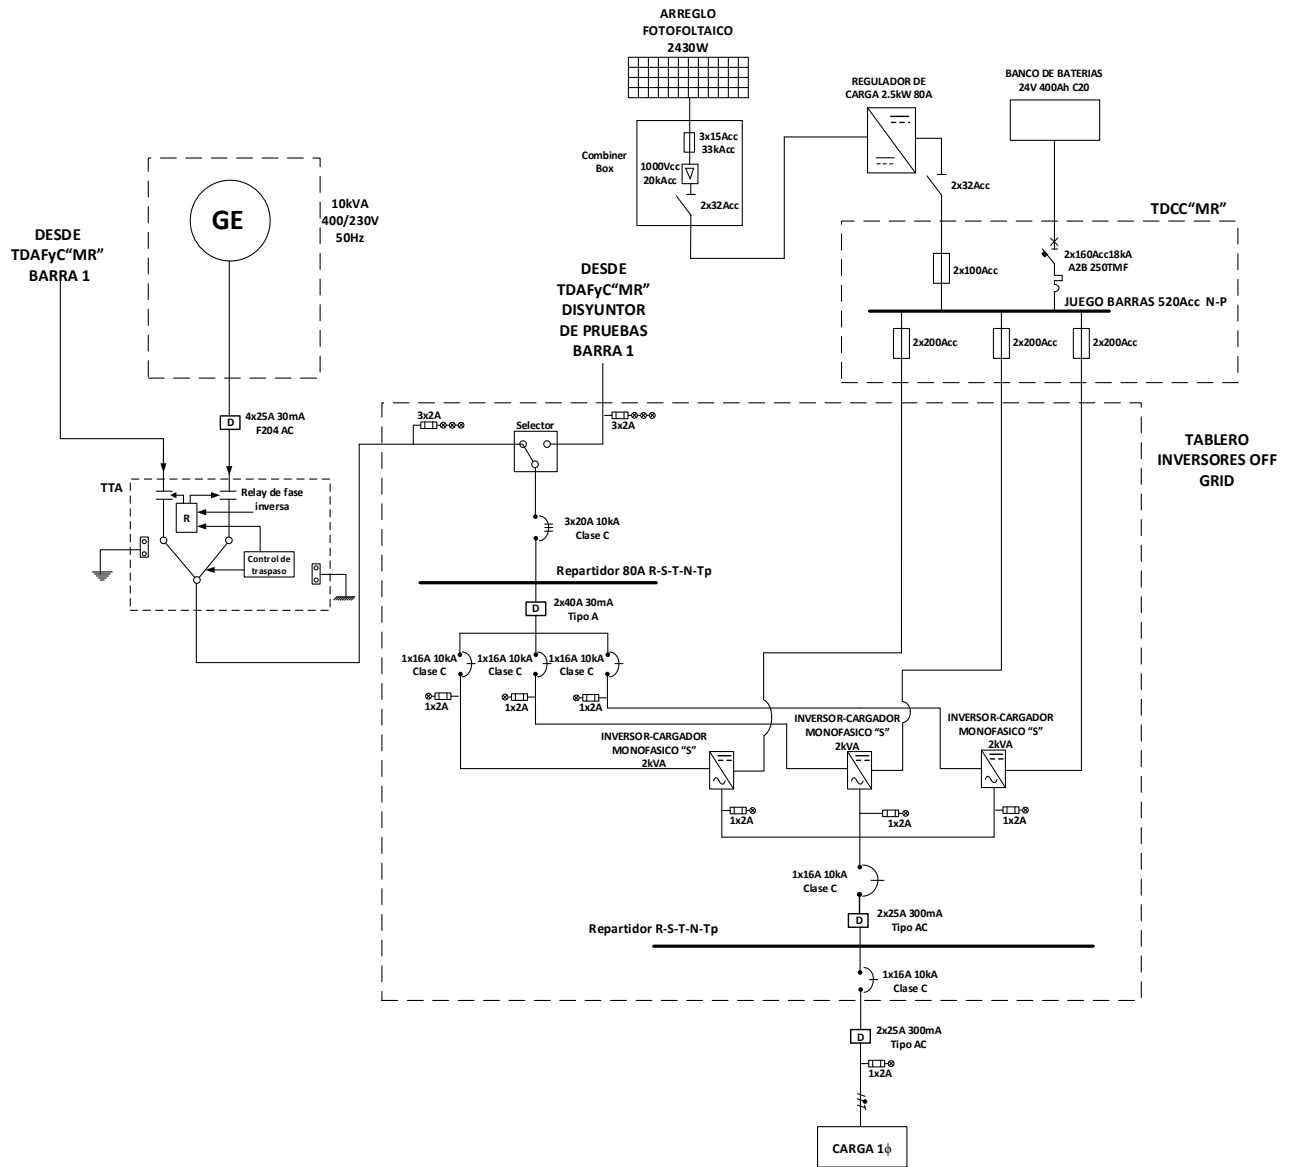 ARREGLO
FOTOFOLTAICO
2430W
REGULADOR DE
CARGA 2.5kW 80A
BANCO DE BATERIAS
24V 400Ah C20
Combiner
Box
3x15Acc
33kAcc
1000Vcc
20kAcc
2x32Acc
2x32Acc
TDCC“MR”
2x100Acc
2x160Acc18kA
A2B 250TMF
JUEGO BARRAS 520Acc N-P
2x200Acc
2x200Acc
2x200Acc
GE
10kVA
400/230V
50Hz
DESDE
TDAFyC“MR”
BARRA 1
DESDE
TDAFyC“MR”
DISYUNTOR
DE PRUEBAS
BARRA 1
D
4x25A 30mA
F204 AC
TTA
R
Relay de fase
inversa
Control de
traspaso
3x2A
Selector
3x2A
TABLERO
INVERSORES OFF
GRID
3x20A 10kA
Clase C
Repartidor 80A R-S-T-N-Tp
D
2x40A 30mA
Tipo A
1x16A 10kA
Clase C
1x16A 10kA
Clase C
1x16A 10kA
Clase C
1x2A
1x2A
1x2A
INVERSOR-CARGADOR
MONOFASICO “S”
2kVA
INVERSOR-CARGADOR
MONOFASICO “S”
2kVA
INVERSOR-CARGADOR
MONOFASICO “S”
2kVA
1x2A
1x2A
1x2A
1x16A 10kA
Clase C
D
2x25A 300mA
Tipo AC
Repartidor R-S-T-N-Tp
1x16A 10kA
Clase C
D
2x25A 300mA
Tipo AC
1x2A
CARGA 1ϕ